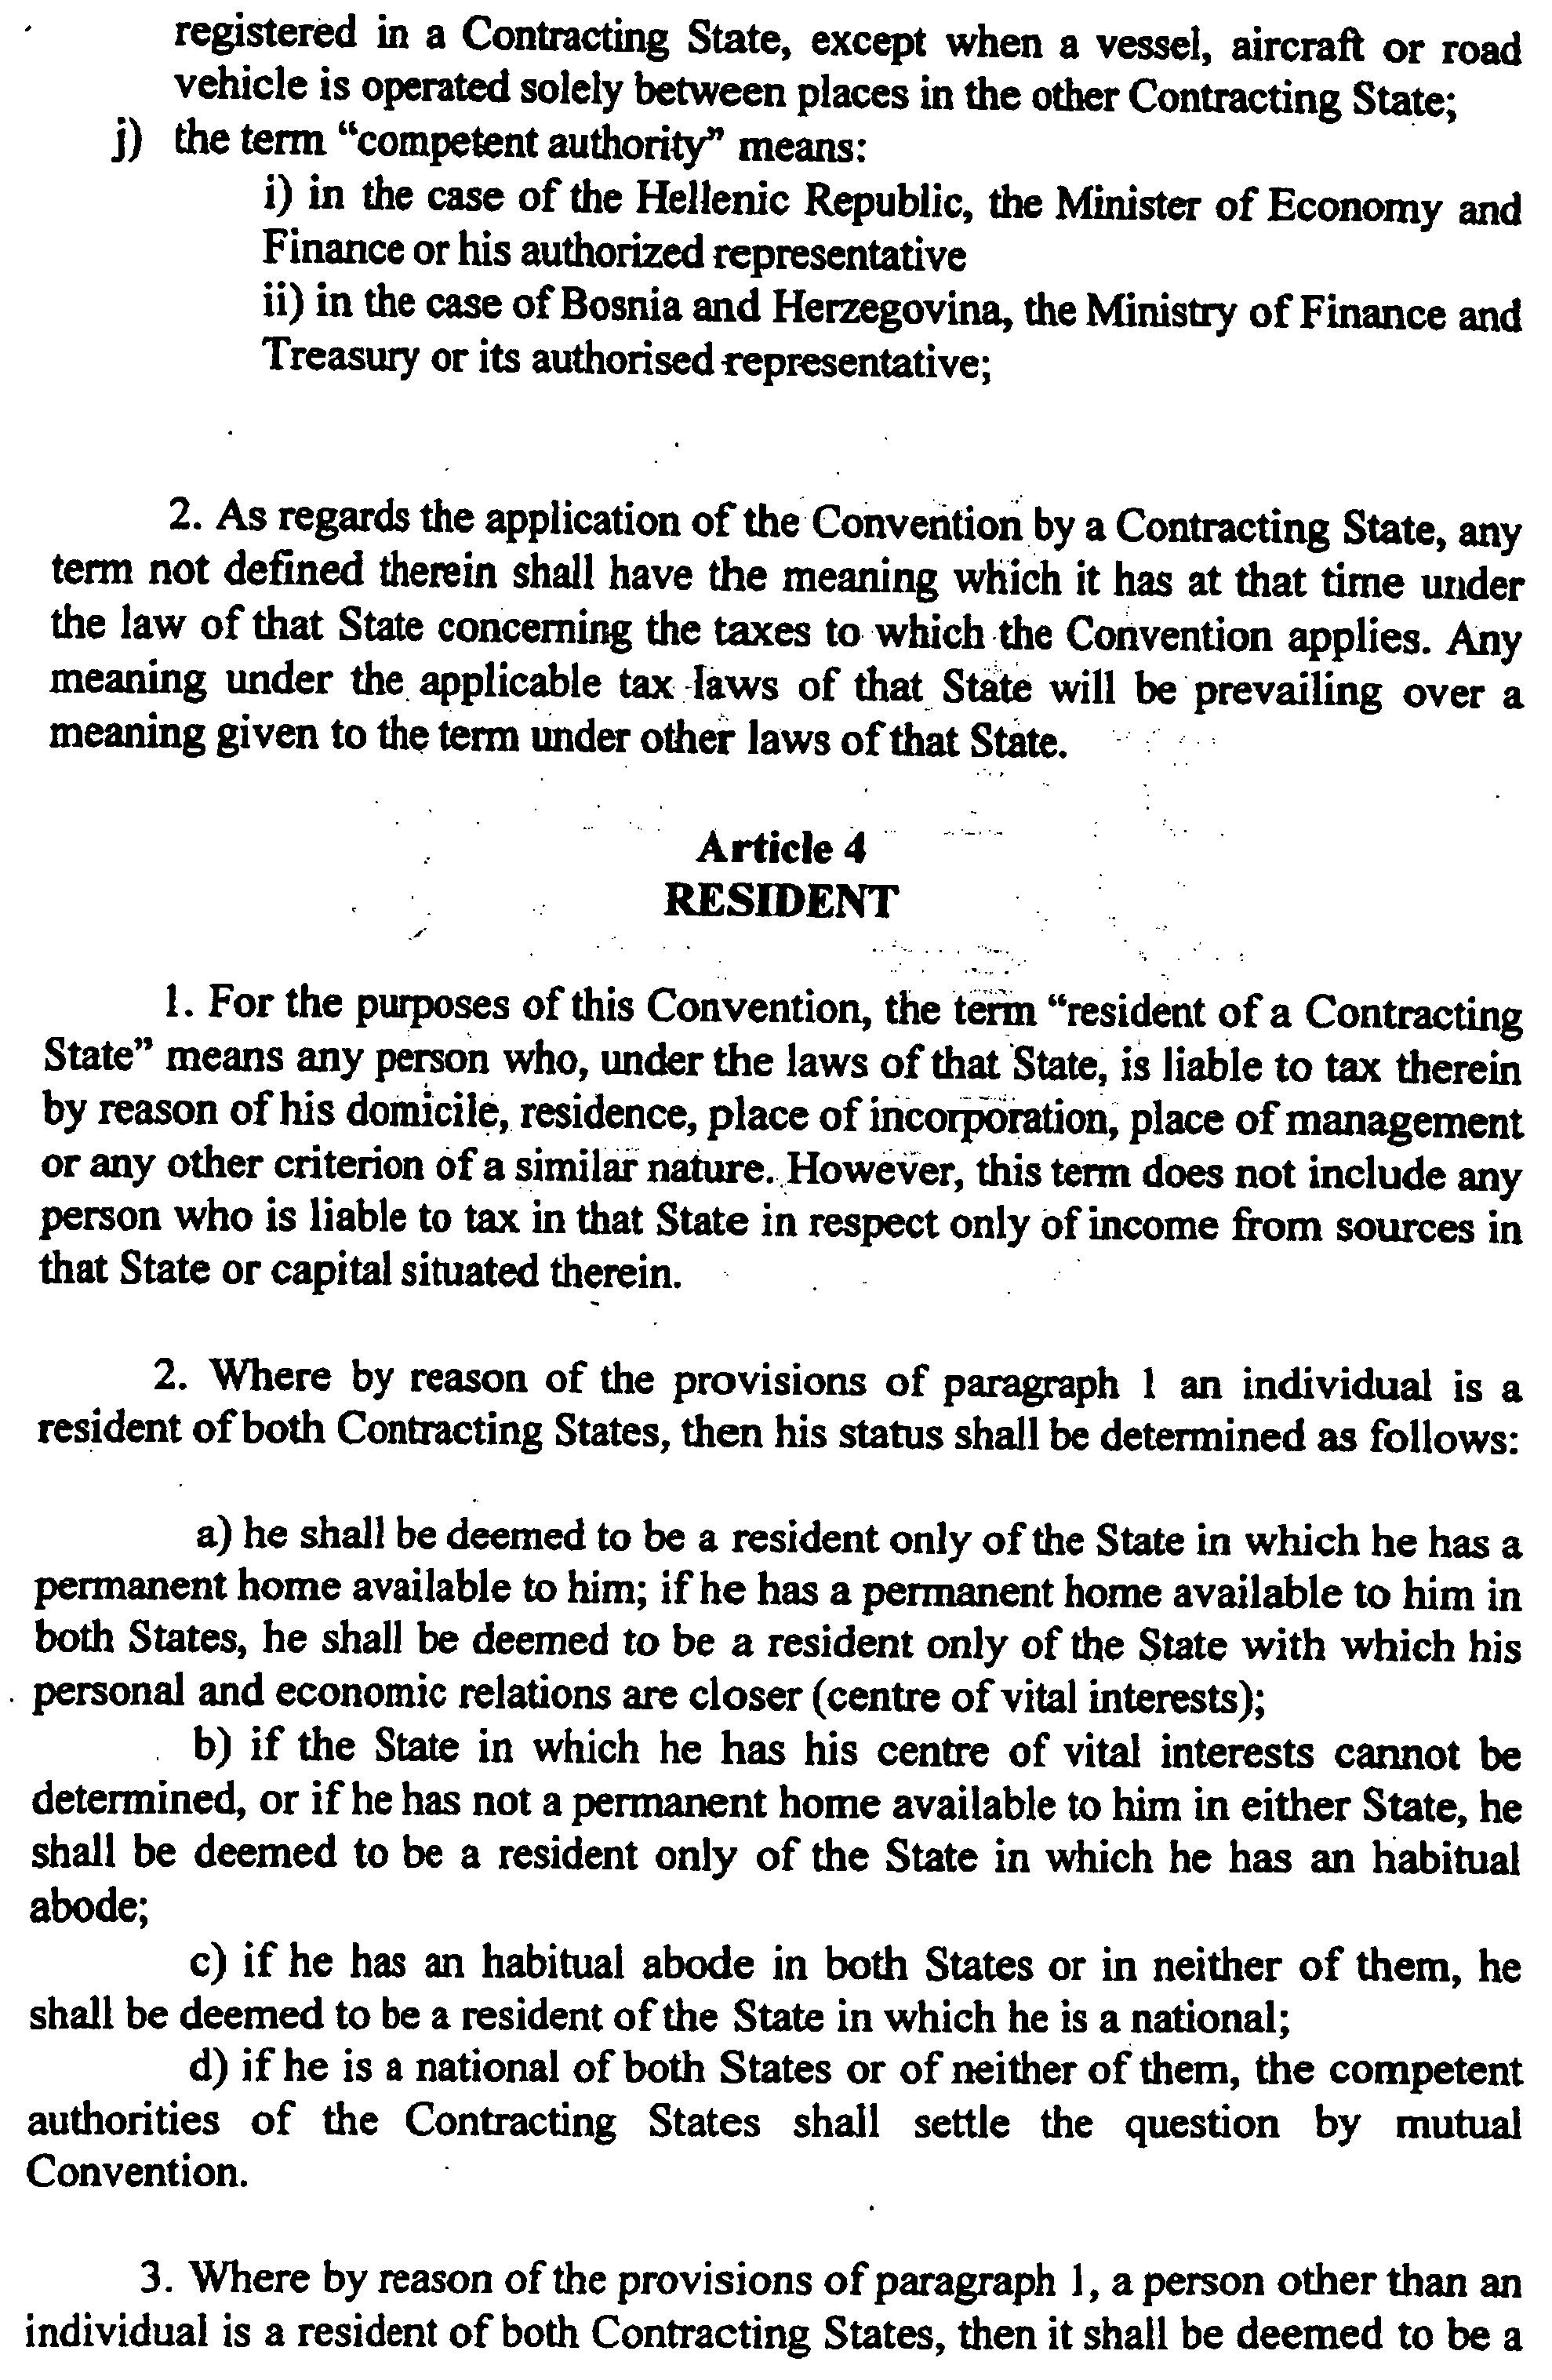 registered in a Contracting State, except when a vessel, aircraft or road
vehicle is operated solely between places in the other Contracting State;
j) the term “competent authority” means:
i) in the case of the Hellenic Republic, the Minister of Economy and
Finance or his authorized representative
ii) in the case of Bosnia and Herzegovina, the Ministry of Finance and
Treasury or its authorised representative;
2. As regards the application of the Convention by a Contracting State, any
term not defined therein shall have the meaning which it has at that time under
the law of that State concerning the taxes to which the Convention applies. Any
meaning under the applicable tax laws of that State will be prevailing over a
meaning given to the term under other laws of that State.
Article 4
RESIDENT
1. For the purposes of this Convention, the term “resident of a Contracting
State” means any person who, under the laws of that State, is liable to tax therein
by reason of his domicile, residence, place of incorporation, place of management
or any other criterion of a similar nature. However, this term does not include any
person who is liable to tax in that State in respect only of income from sources in
that State or capital situated therein.
2. Where by reason of the provisions of paragraph 1 an individual is a
resident of both Contracting States, then his status shall be determined as follows:
a) he shall be deemed to be a resident only of the State in which he has a
permanent home available to him; if he has a permanent home available to him in
both States, he shall be deemed to be a resident only of the State with which his
personal and economic relations are closer (centre of vital interests);
b) if the State in which he has his centre of vital interests cannot be
determined, or if he has not a permanent home available to him in either State, he
shall be deemed to be a resident only of the State in which he has an habitual
abode;
c) if he has an habitual abode in both States or in neither of them, he
shall be deemed to be a resident of the State in which he is a national;
d) if he is a national of both States or of neither of them, the competent
authorities of the Contracting States shall settle the question by mutual
Convention.
3. Where by reason of the provisions of paragraph 1, a person other than an
individual is a resident of both Contracting States, then it shall be deemed to be a